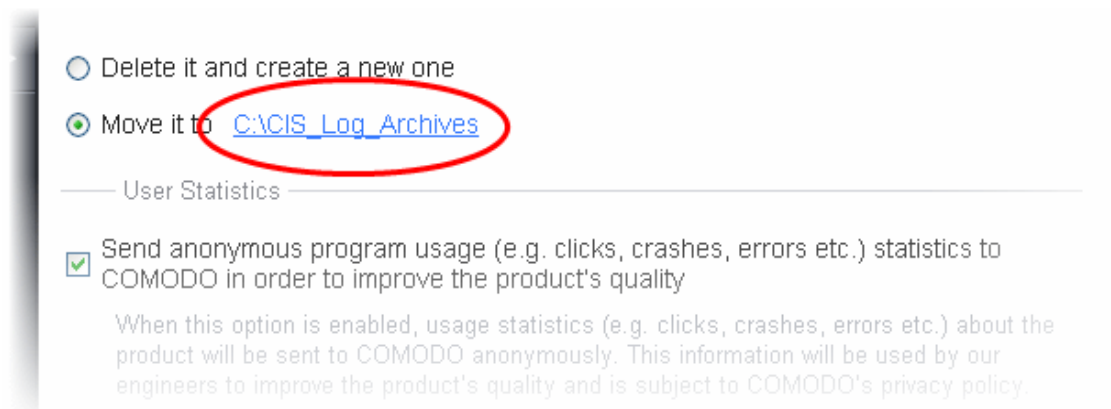 Delete it and create a new one
Move it to C:\CIS_Log_Archives
User Statistics
Send anonymous program usage (e.g. clicks, crashes, errors etc.) statistics to
COMODO in order to improve the product's quality
When this option is enabled, usage statistics (e.g. clicks, crashes, errors etc.) about the
product will be sent to COMODO anonymously. This information will be used by our
engineers to improve the product's quality and is subject to COMODO's privacy policy.